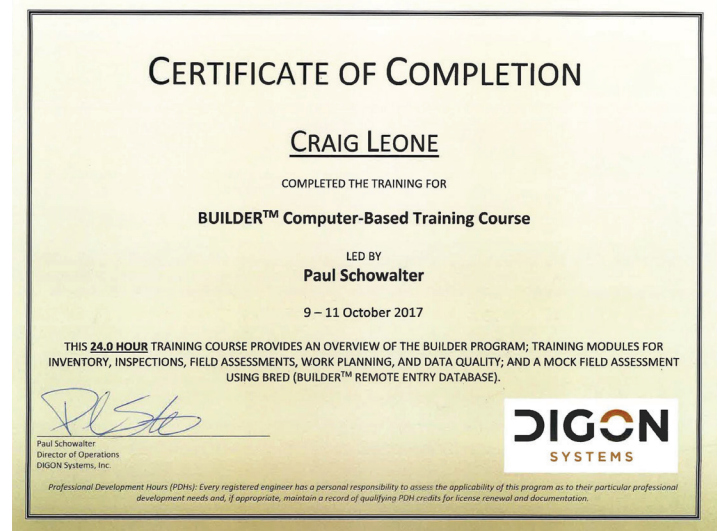 CERTIFICATE OF COMPLETION
CRAIG LEONE
COMPLETED THE TRAINING FOR
BUILDER™ Computer-Based Training Course
LED BY
Paul Schowalter
9 – 11 October 2017
THIS 24.0 HOUR TRAINING COURSE PROVIDES AN OVERVIEW OF THE BUILDER PROGRAM; TRAINING MODULES FOR
INVENTORY, INSPECTIONS, FIELD ASSESSMENTS, WORK PLANNING, AND DATA QUALITY; AND A MOCK FIELD ASSESSMENT
USING BRED (BUILDER™ REMOTE ENTRY DATABASE).
Paul Schowalter
Director of Operations
DIGON Systems, Inc.
DIGON
SYSTEMS
Professional Development Hours (PDHs): Every registered engineer has a personal responsibility to assess the applicability of this program as to their particular professional
development needs and, if appropriate, maintain a record of qualifying PDH credits for license renewal and documentation.